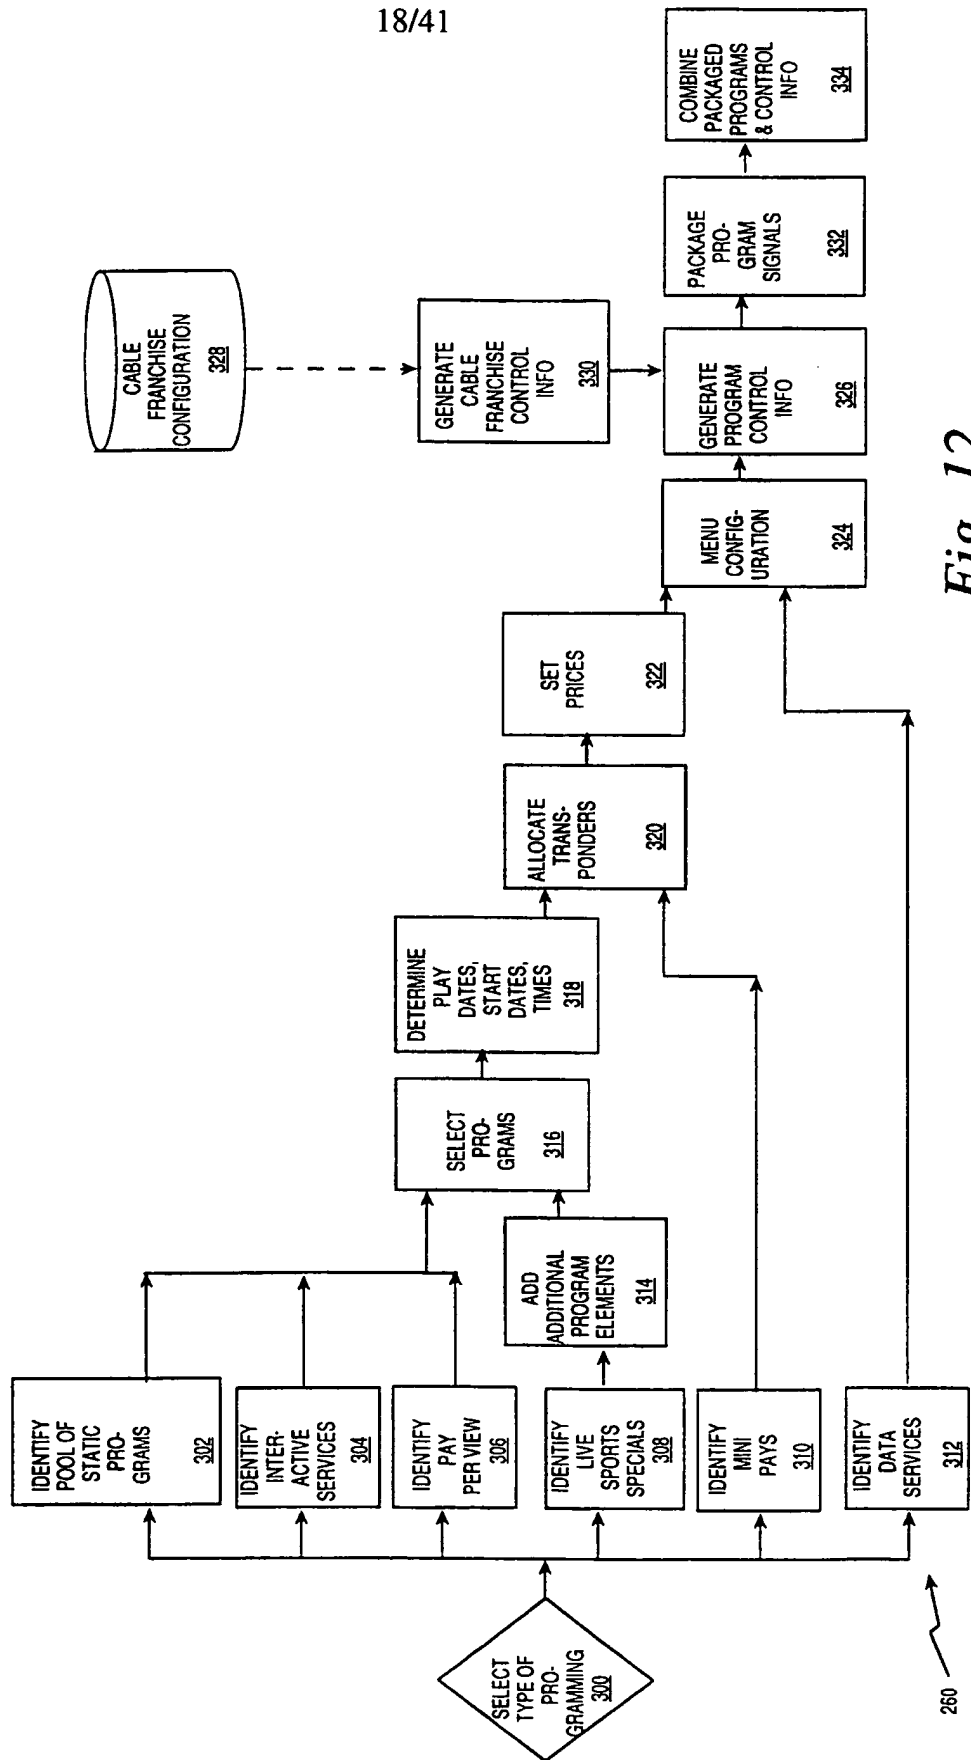 18/41
SELECT
TYPE OF
PRO-
GRAMMING
300
IDENTIFY
POOL OF
STATIC
PRO-
GRAMS
302
IDENTIFY
INTER-
ACTIVE
SERVICES
304
IDENTIFY
PAY
PER VIEW
306
IDENTIFY
LIVE
SPORTS
SPECIALS
308
IDENTIFY
MINI
PAYS
310
IDENTIFY
DATA
SERVICES
312
ADD
ADDITIONAL
PROGRAM
ELEMENTS
314
SELECT
PRO-
GRAMS
316
DETERMINE
PLAY
DATES,
START
DATES,
TIMES
318
ALLOCATE
TRANS-
PONDERS
320
SET
PRICES
322
MENU
CONFIG-
URATION
324
CABLE
FRANCHISE
CONFIGURATION
328
GENERATE
CABLE
FRANCHISE
CONTROL
INFO
330
GENERATE
PROGRAM
CONTROL
INFO
326
PACKAGE
PRO-
GRAM
SIGNALS
332
COMBINE
PACKAGED
PROGRAMS
& CONTROL
INFO
334
260
Fig. 12